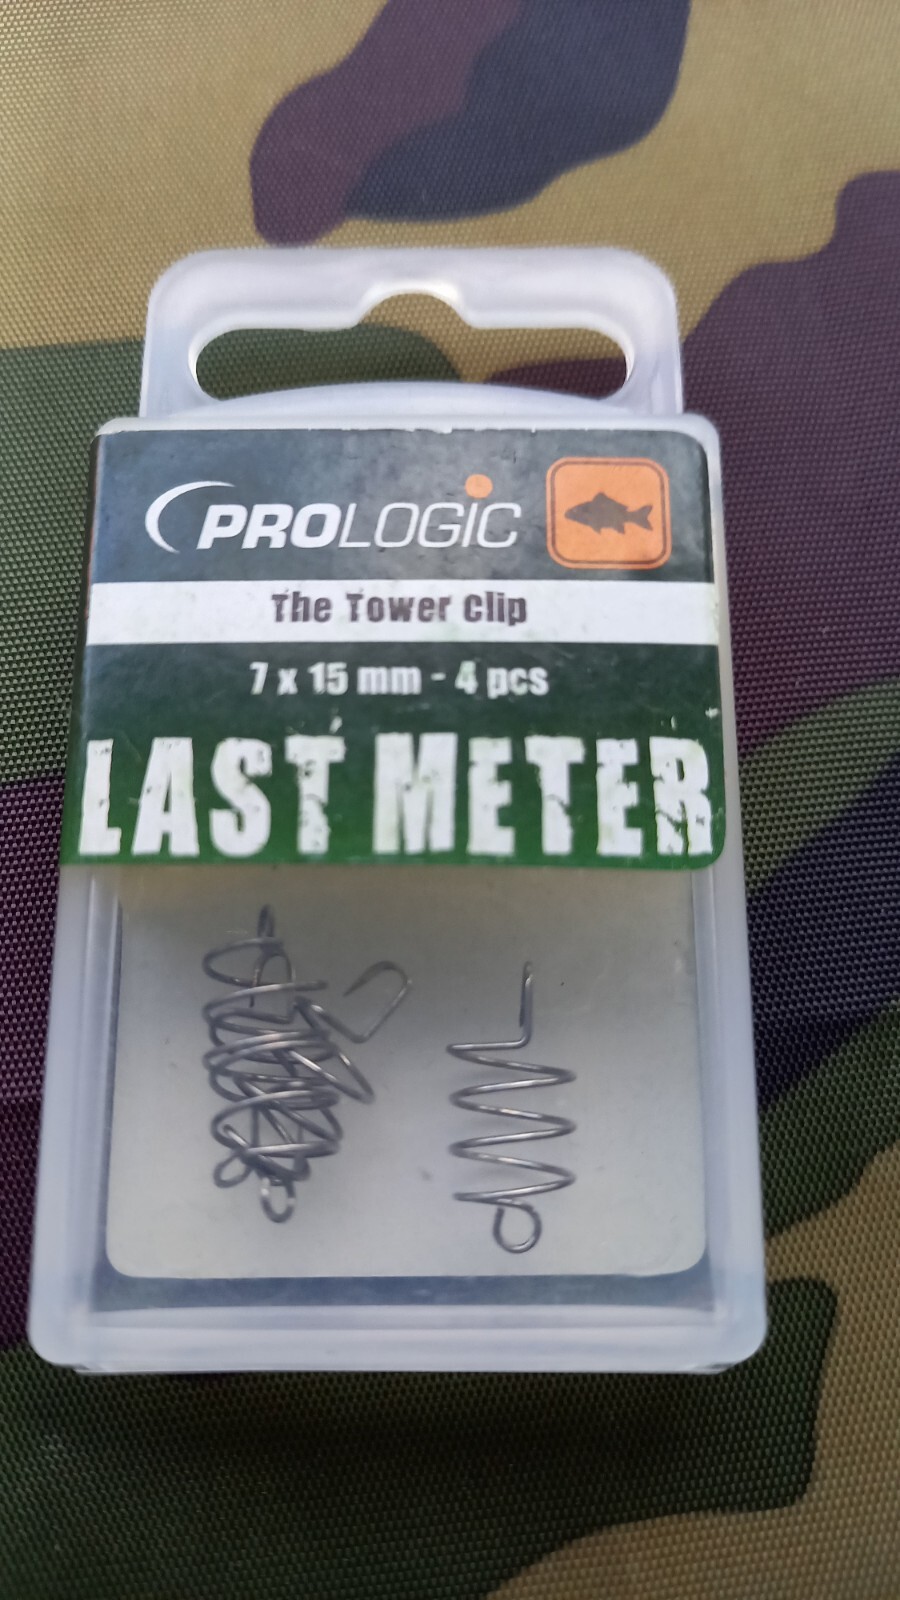 PROLOGIC
The Tower Clip
7 x 15 mm - 4 pcs
LAST METER